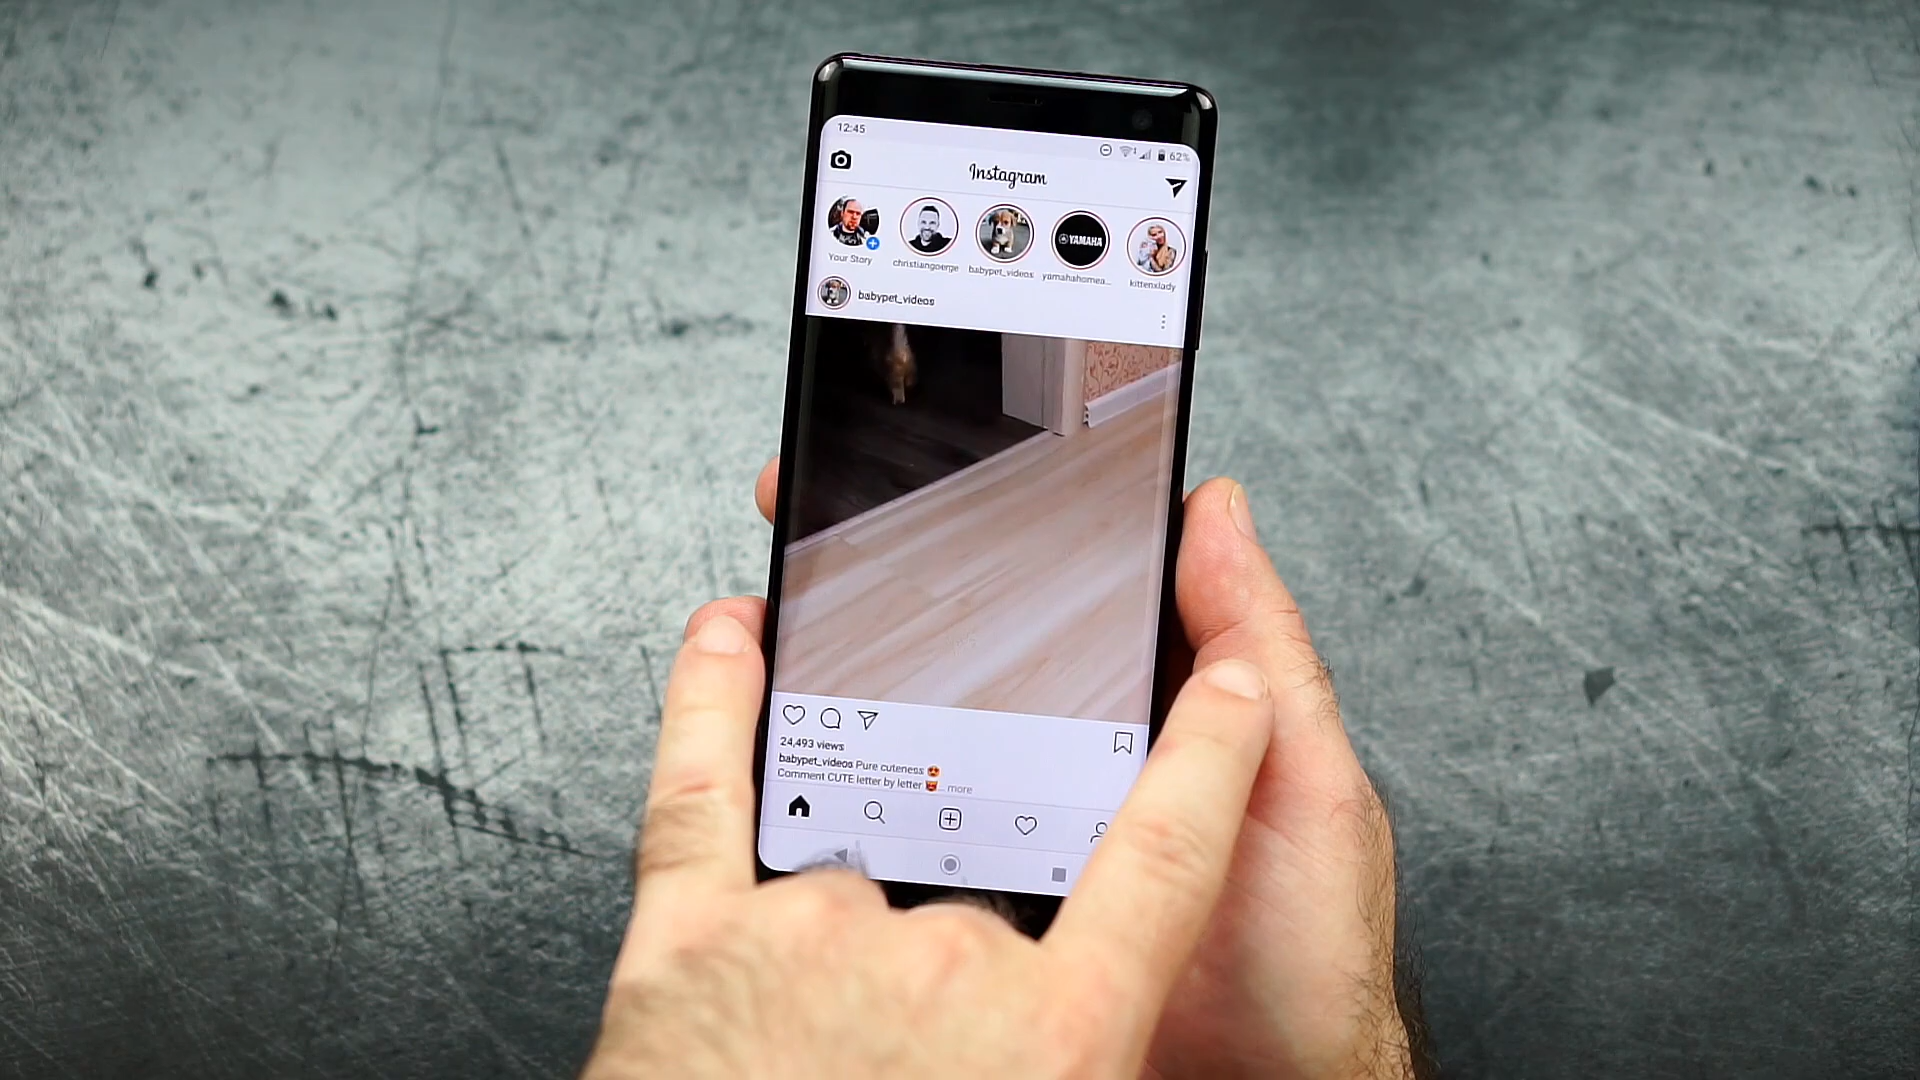 12:45
62%
Instagram
YAMAHA
Your Story
christiangoerge
babypet_videos
yamahahomea...
kittenxlady
babypet_videos
24,493 views
babypet_videos Pure cuteness 😍
Comment CUTE letter by letter 😻... more